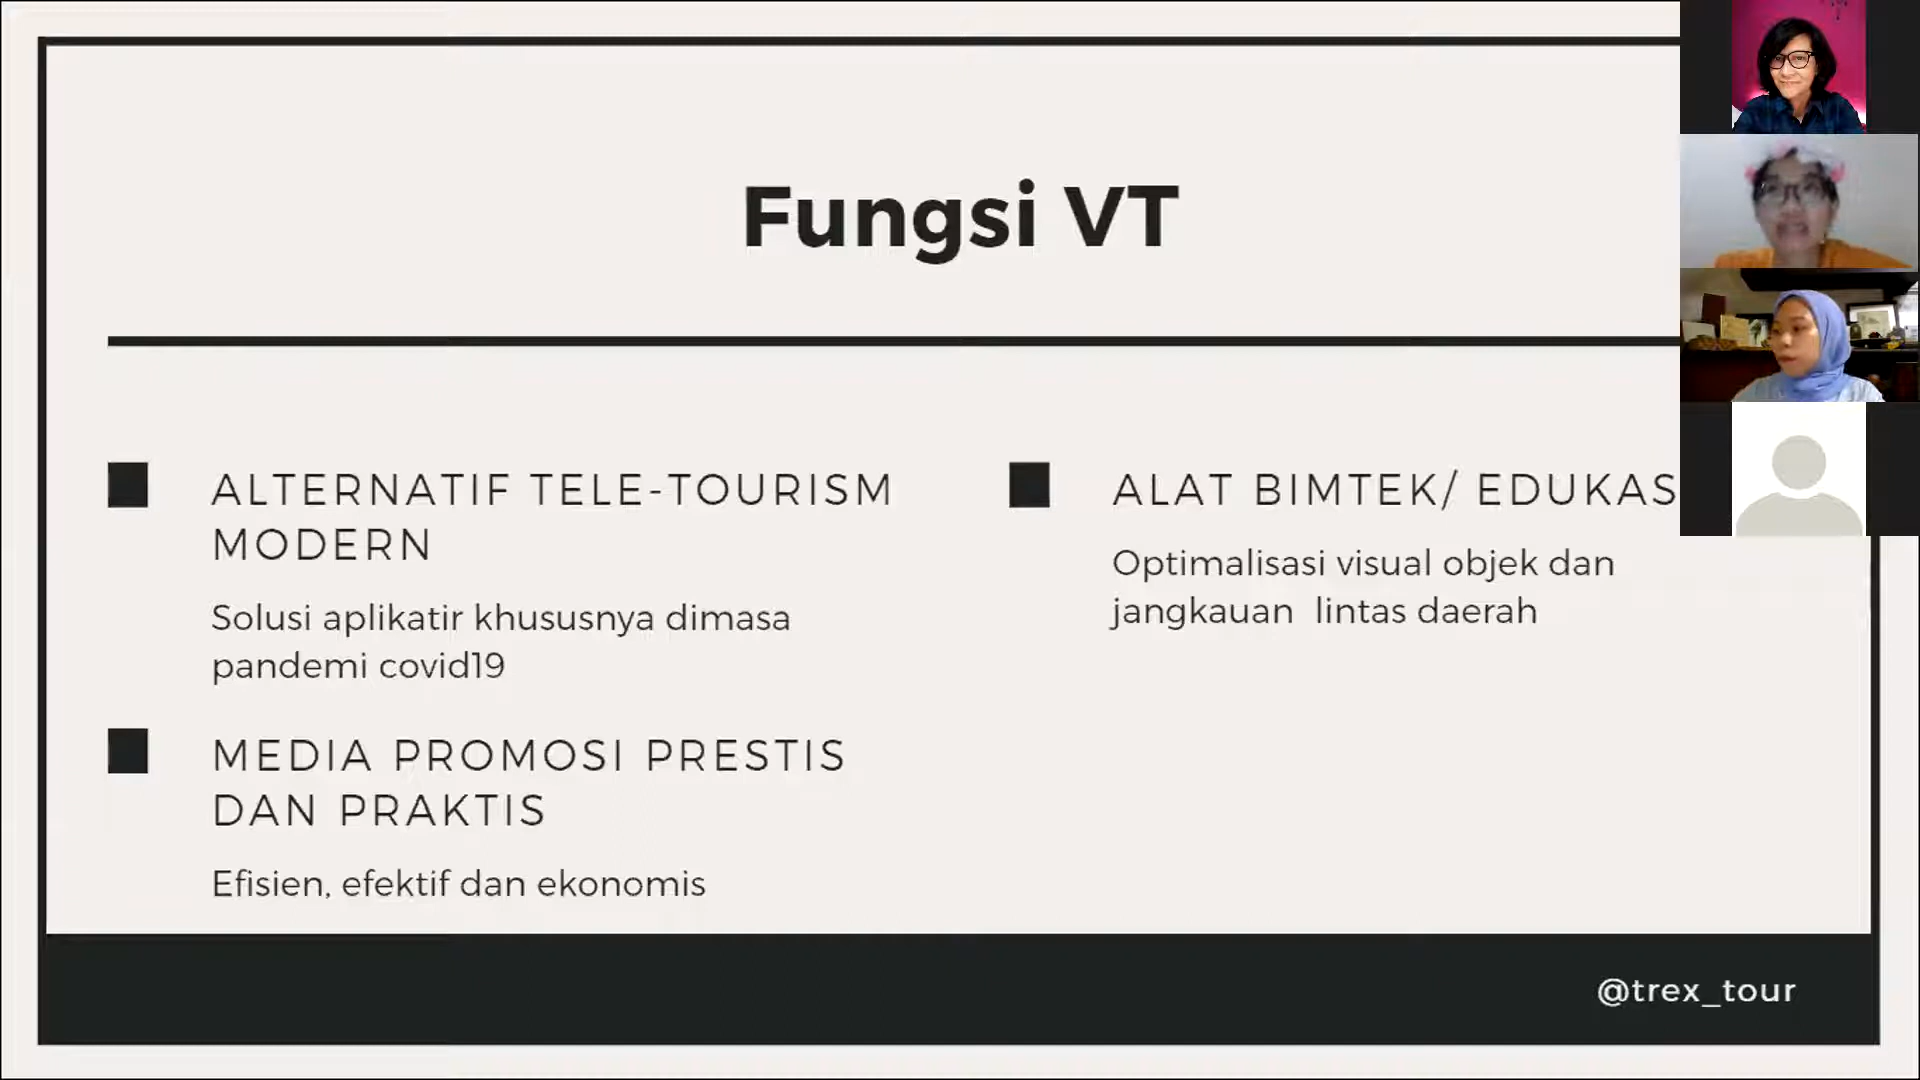 Fungsi VT
ALTERNATIF TELE-TOURISM
MODERN
Solusi aplikatir khususnya dimasa
pandemi covid19
MEDIA PROMOSI PRESTIS
DAN PRAKTIS
Efisien, efektif dan ekonomis
ALAT BIMTEK/ EDUKAS
Optimalisasi visual objek dan
jangkauan lintas daerah
@trex_tour